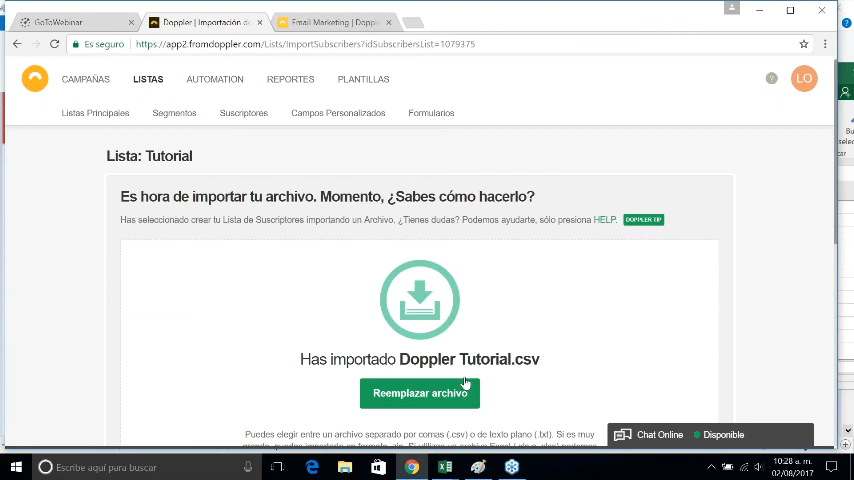 GoToWebinar
Doppler | Importación de
Email Marketing | Dopple
Es seguro
https://app2.fromdoppler.com/Lists/ImportSubscribers?idSubscribersList=1079375
CAMPAÑAS
LISTAS
AUTOMATION
REPORTES
PLANTILLAS
?
LO
Listas Principales
Segmentos
Suscriptores
Campos Personalizados
Formularios
Lista: Tutorial
Es hora de importar tu archivo. Momento, ¿Sabes cómo hacerlo?
Has seleccionado crear tu Lista de Suscriptores importando un Archivo. ¿Tienes dudas? Podemos ayudarte, sólo presiona HELP. DOPPLER TIP
Has importado Doppler Tutorial.csv
Reemplazar archivo
Puedes elegir entre un archivo separado por comas (.csv) o de texto plano (.txt). Si es muy
Chat Online
Disponible
Escribe aquí para buscar
10:28 a. m.
02/08/2017